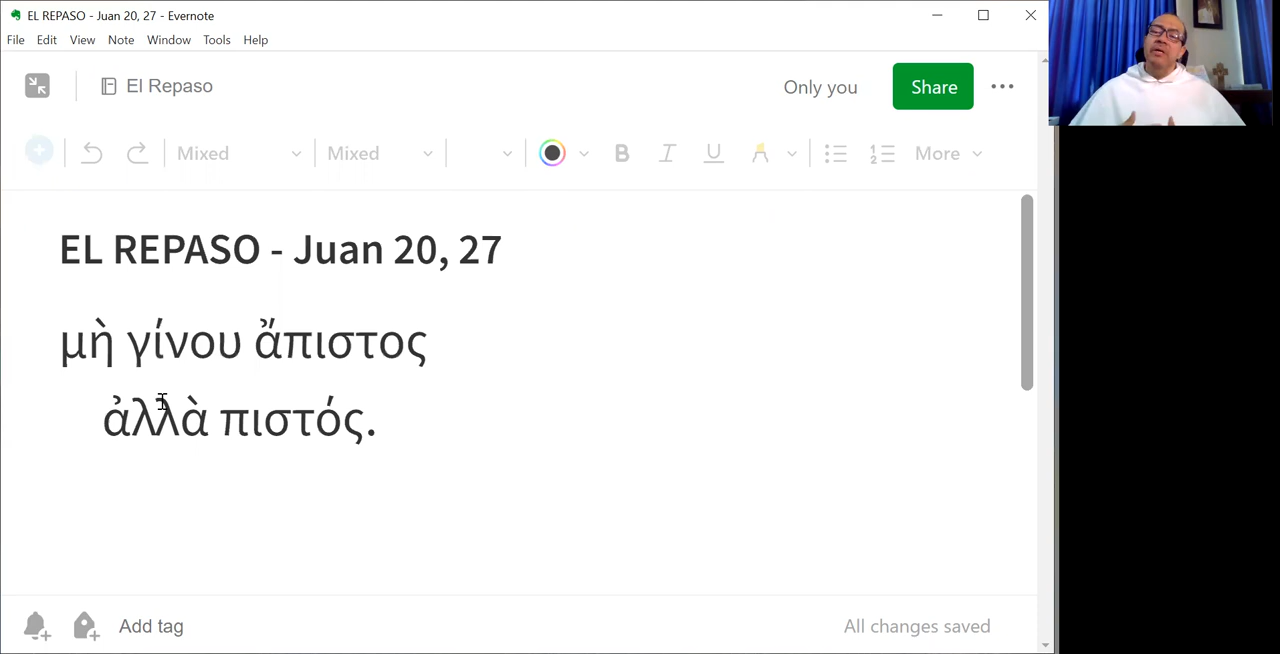 EL REPASO - Juan 20, 27 - Evernote
File Edit View Note Window Tools Help
El Repaso Only you Share
Mixed Mixed B I U More
EL REPASO - Juan 20, 27
μὴ γίνου ἄπιστος
ἀλλὰ πιστός.
Add tag All changes saved